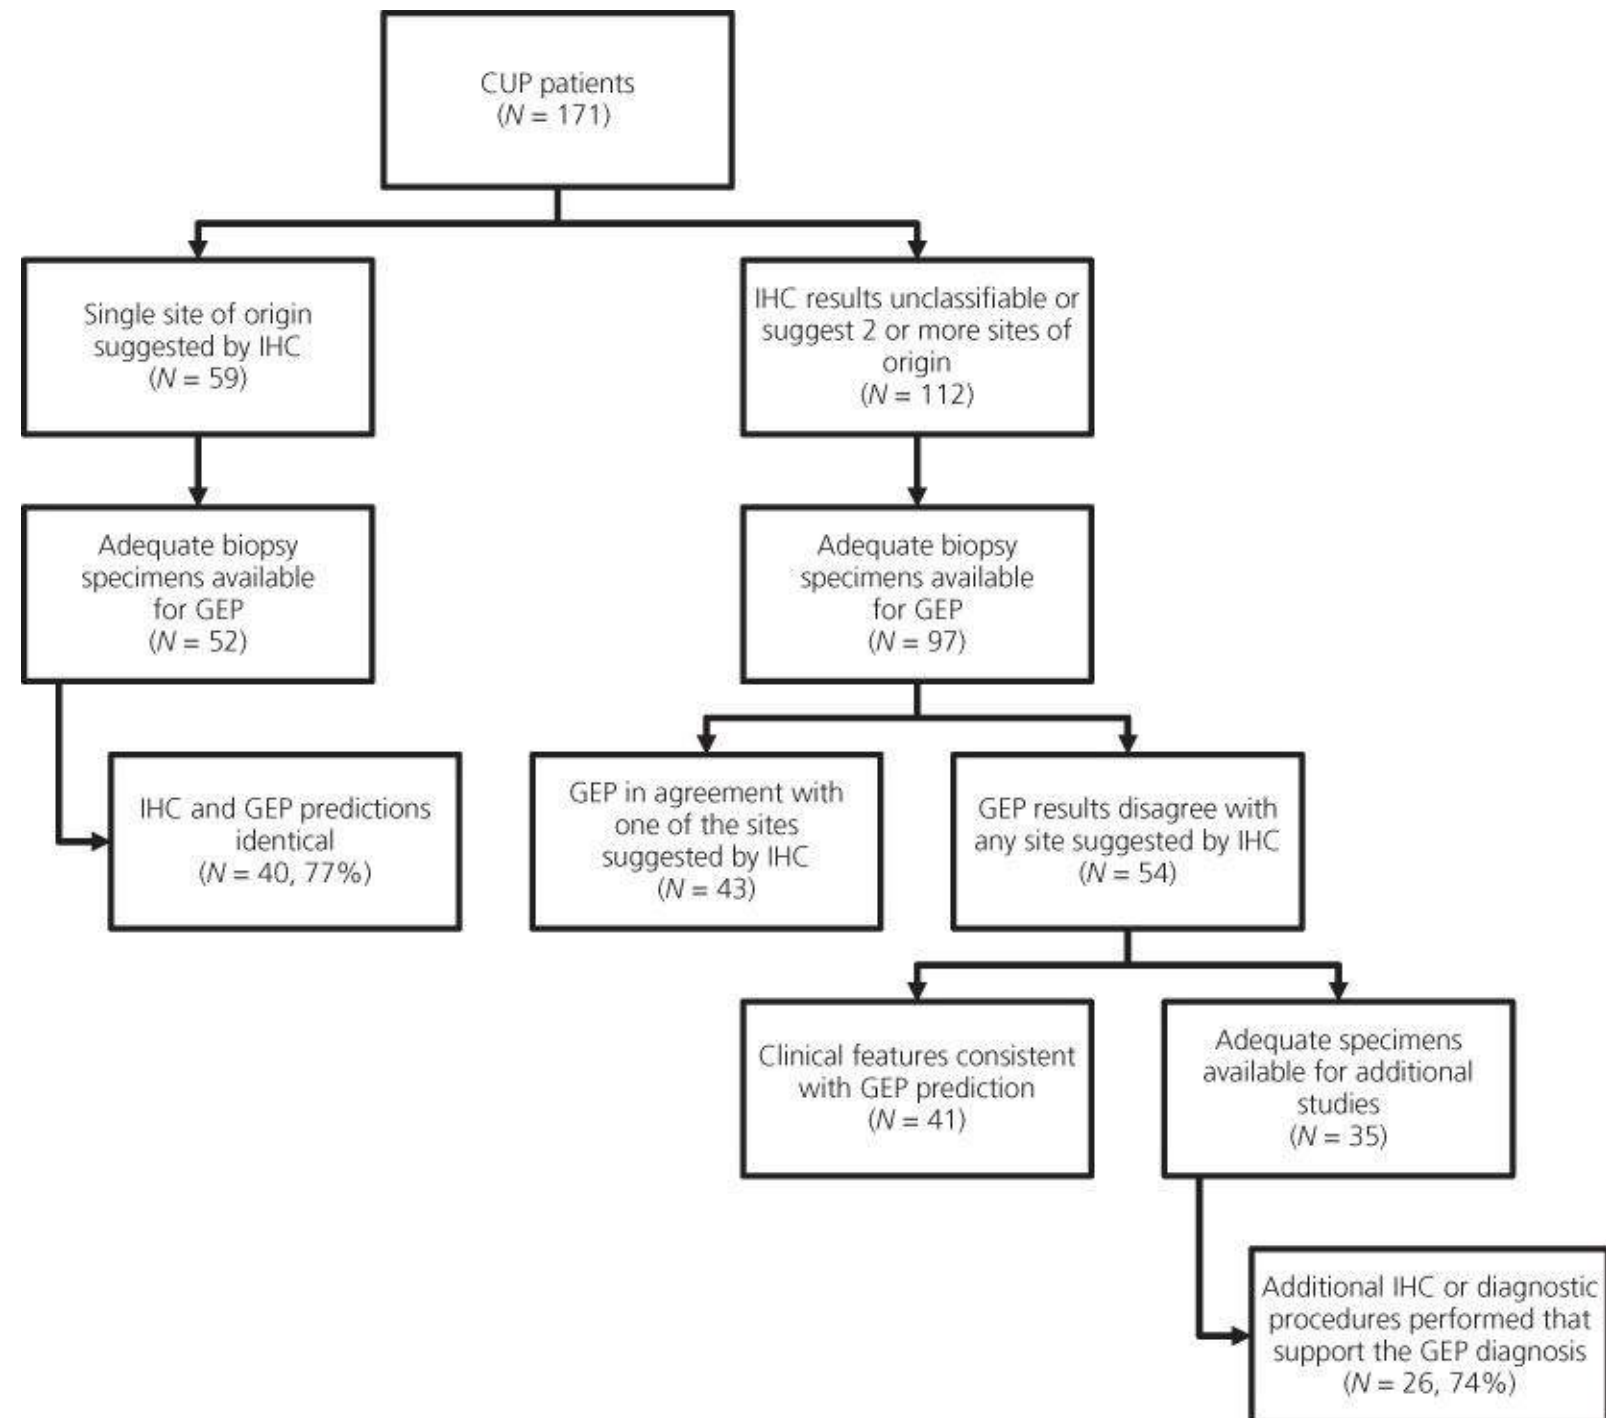 CUP patients
(N = 171)
Single site of origin
suggested by IHC
(N = 59)
IHC results unclassifiable or
suggest 2 or more sites of
origin
(N = 112)
Adequate biopsy
specimens available
for GEP
(N = 52)
Adequate biopsy
specimens available
for GEP
(N = 97)
IHC and GEP predictions
identical
(N = 40, 77%)
GEP in agreement with
one of the sites
suggested by IHC
(N = 43)
GEP results disagree with
any site suggested by IHC
(N = 54)
Clinical features consistent
with GEP prediction
(N = 41)
Adequate specimens
available for additional
studies
(N = 35)
Additional IHC or diagnostic
procedures performed that
support the GEP diagnosis
(N = 26, 74%)